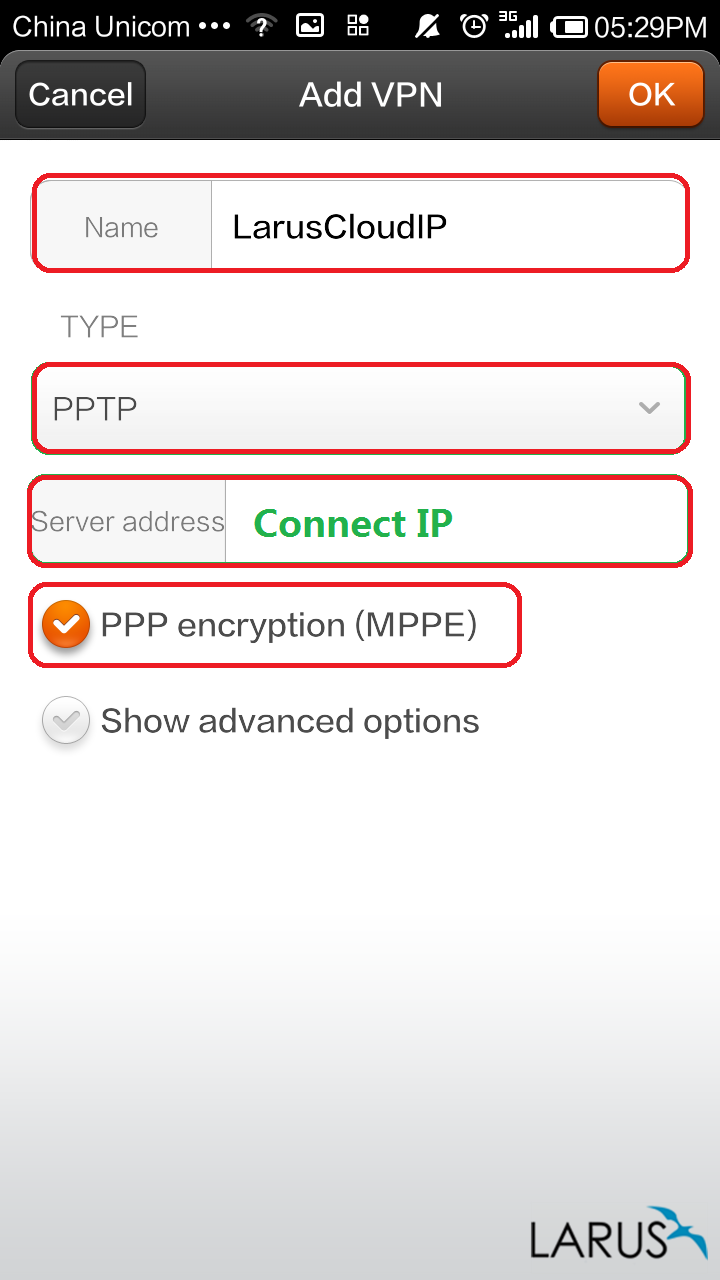 China Unicom ••• 3G 05:29PM
Cancel Add VPN OK
Name LarusCloudIP
TYPE
PPTP
Server address Connect IP
PPP encryption (MPPE)
Show advanced options
LARUS